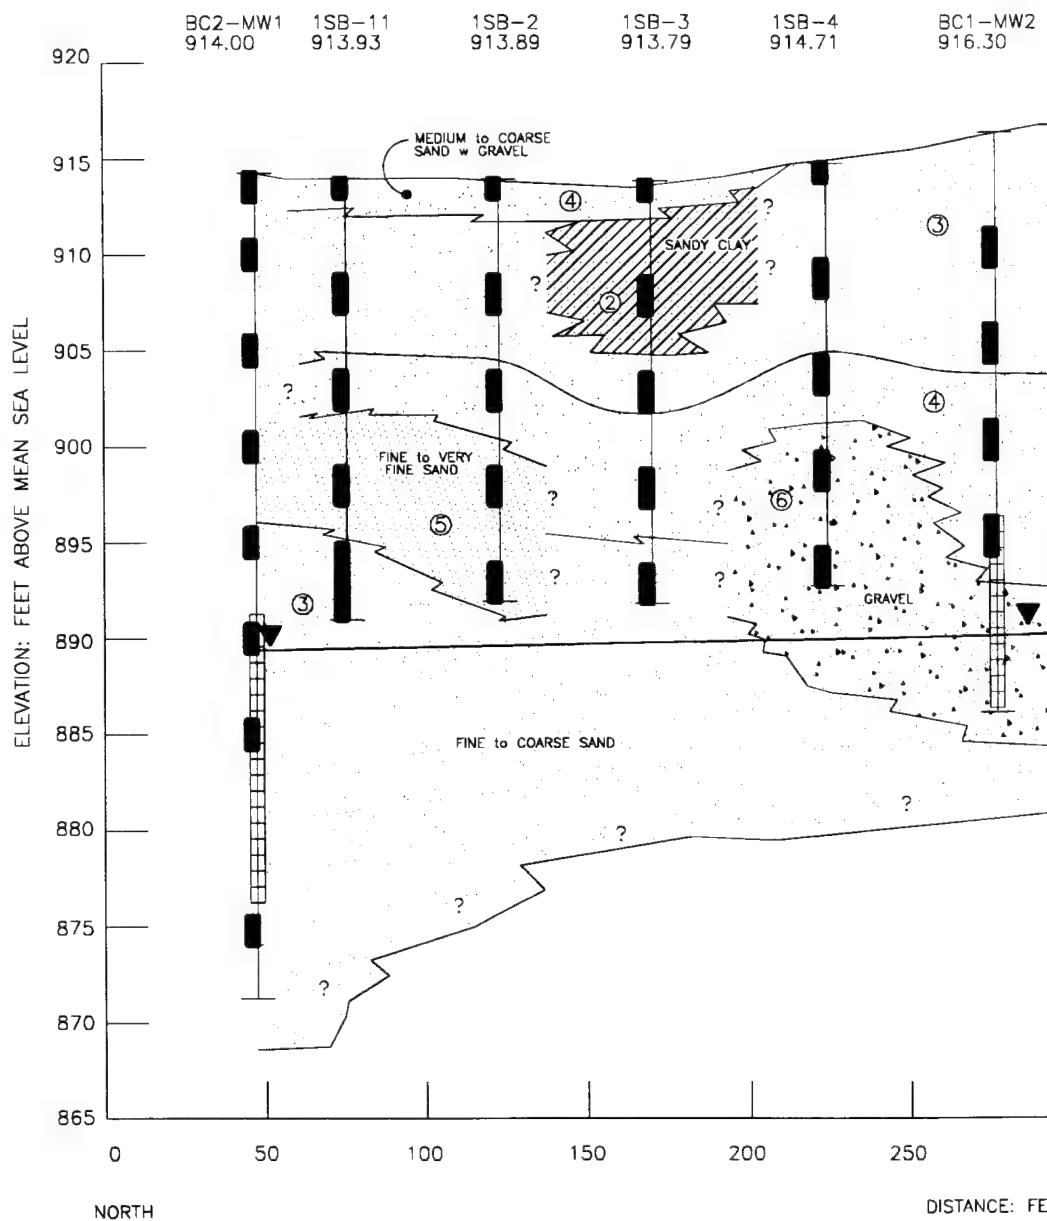 BC2-MW1 1SB-11 1SB-2 1SB-3 1SB-4 BC1-MW2
914.00 913.93 913.89 913.79 914.71 916.30
920
MEDIUM to COARSE
SAND w GRAVEL
915
4
?
3
910
SANDY CLAY
?
?
2
905
?
4
900
FINE to VERY
FINE SAND
?
?
6
5
895
?
?
3
GRAVEL
890
885
FINE to COARSE SAND
?
880
?
?
875
?
870
865
0 50 100 150 200 250
ELEVATION: FEET ABOVE MEAN SEA LEVEL
NORTH
DISTANCE: FE